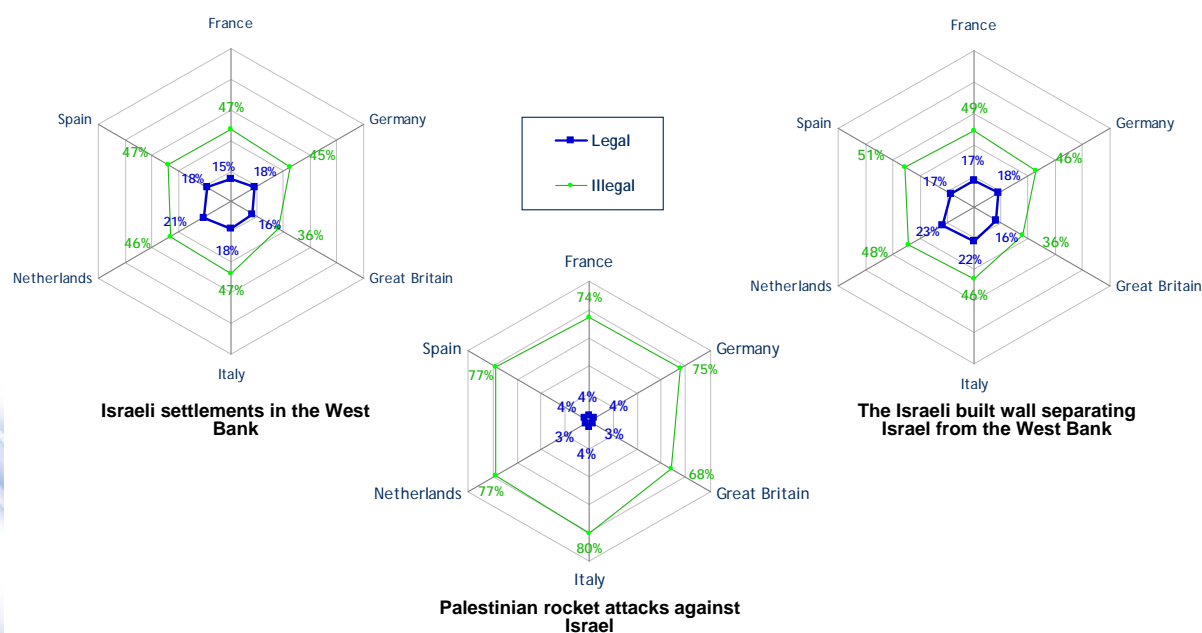 France
Spain
Germany
47%
47%
45%
15%
18%
18%
21%
16%
46%
36%
18%
47%
Netherlands
Great Britain
Italy
Israeli settlements in the West
Bank
Legal
Illegal
France
Spain
Germany
49%
51%
46%
17%
17%
18%
23%
16%
48%
36%
22%
46%
Netherlands
Great Britain
Italy
The Israeli built wall separating
Israel from the West Bank
France
74%
Spain
Germany
77%
75%
4%
4%
4%
3%
3%
4%
68%
Netherlands
77%
Great Britain
80%
Italy
Palestinian rocket attacks against
Israel